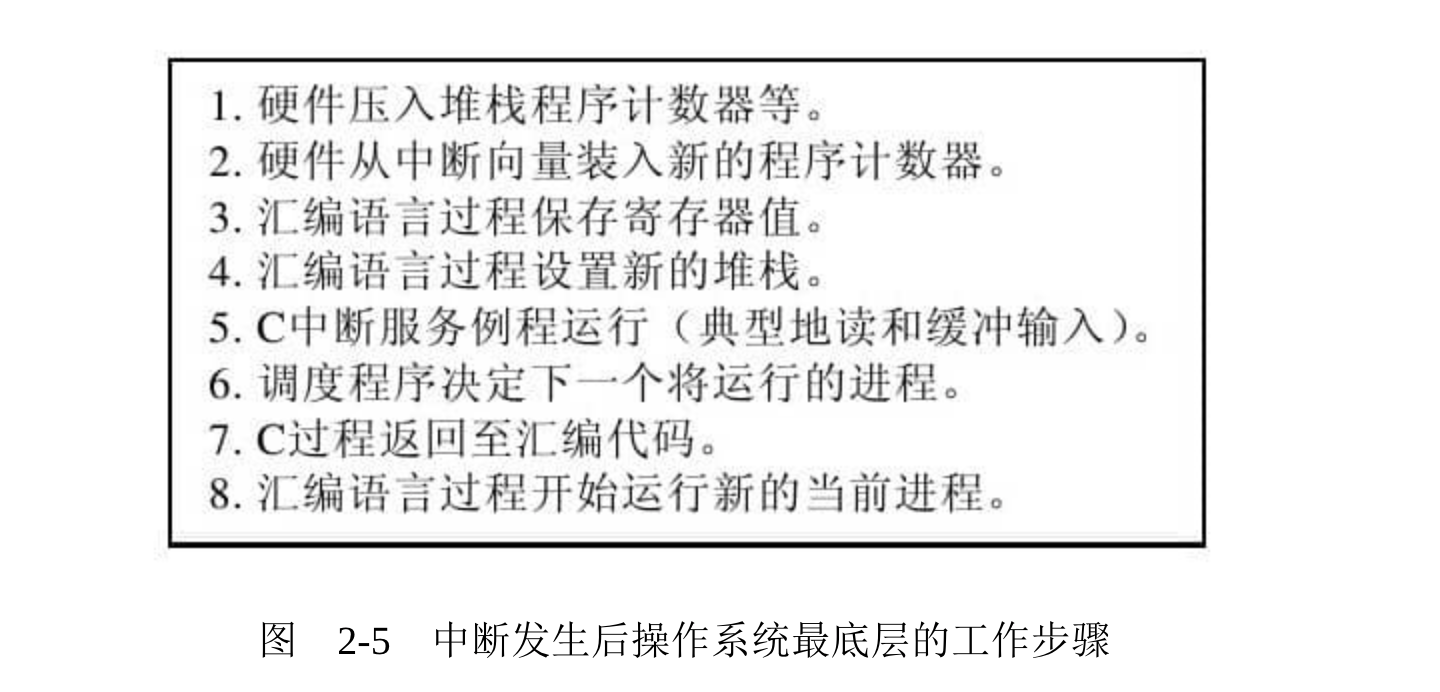 1. 硬件压入堆栈程序计数器等。
2. 硬件从中断向量装入新的程序计数器。
3. 汇编语言过程保存寄存器值。
4. 汇编语言过程设置新的堆栈。
5. C中断服务例程运行（典型地读和缓冲输入）。
6. 调度程序决定下一个将运行的进程。
7. C过程返回至汇编代码。
8. 汇编语言过程开始运行新的当前进程。
图 2-5 中断发生后操作系统最底层的工作步骤